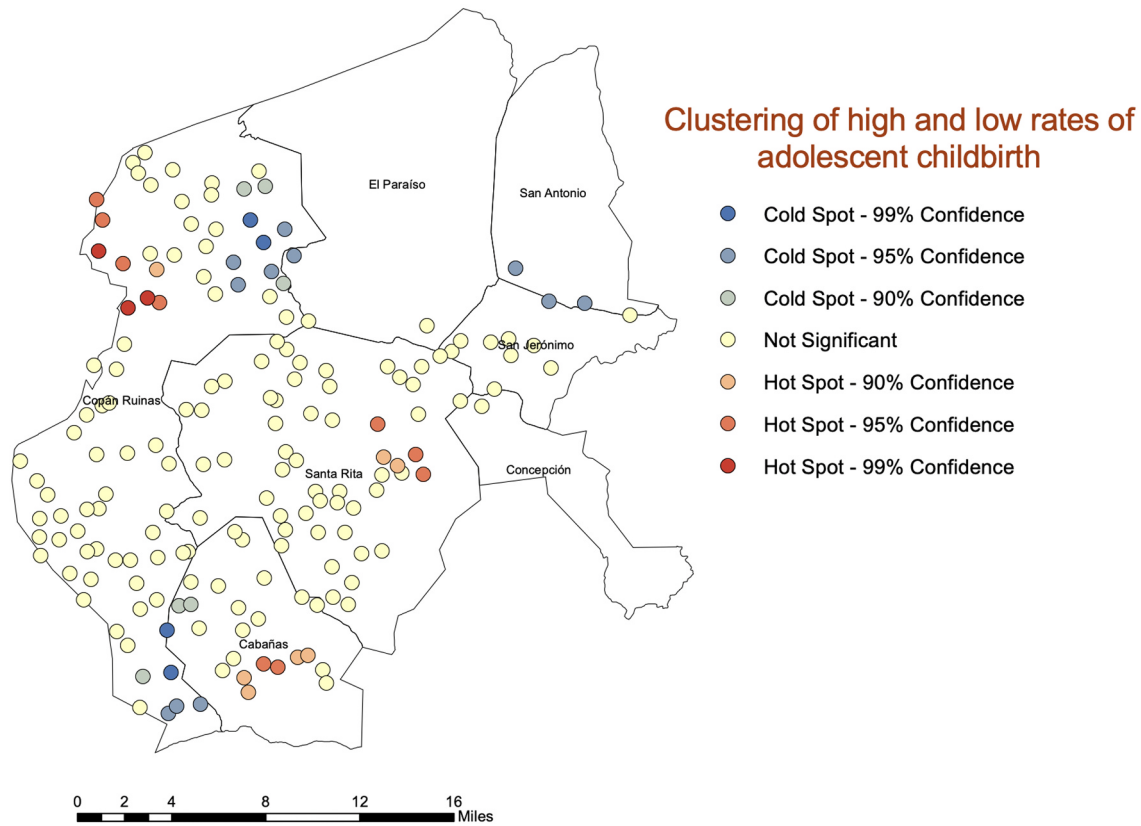 Clustering of high and low rates of
adolescent childbirth
El Paraíso
San Antonio
Cold Spot - 99% Confidence
Cold Spot - 95% Confidence
Cold Spot - 90% Confidence
Not Significant
San Jerónimo
Hot Spot - 90% Confidence
Copán Ruinas
Hot Spot - 95% Confidence
Santa Rita
Concepción
Hot Spot - 99% Confidence
Cabañas
0 2 4 8 12 16
Miles